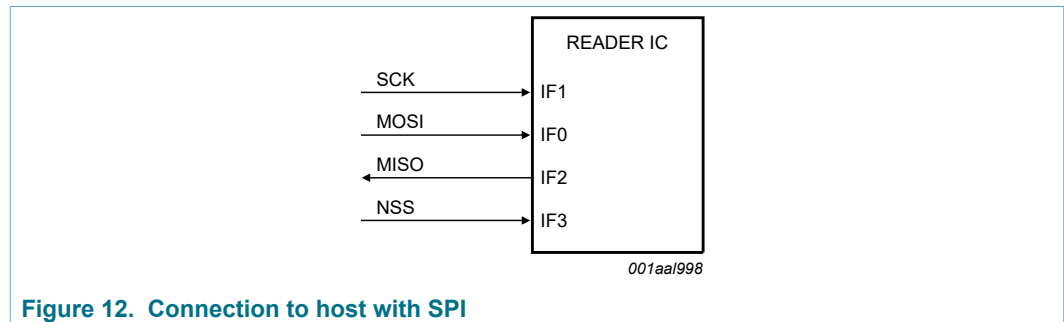 READER IC
SCK
IF1
MOSI
IF0
MISO
IF2
NSS
IF3
001aal998
Figure 12. Connection to host with SPI